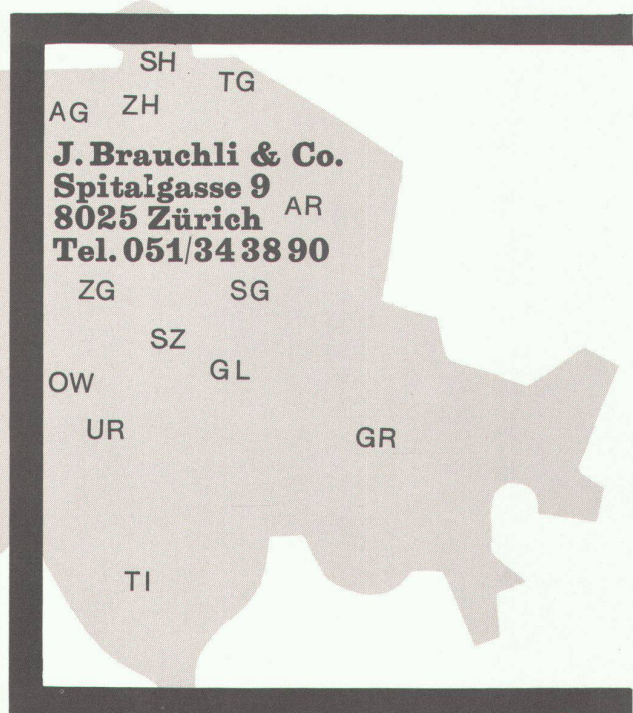 SH
TG
AG ZH
J. Brauchli & Co.
Spitalgasse 9
8025 Zürich
AR
Tel. 051/34 38 90
ZG SG
SZ
GL
OW
UR
GR
TI